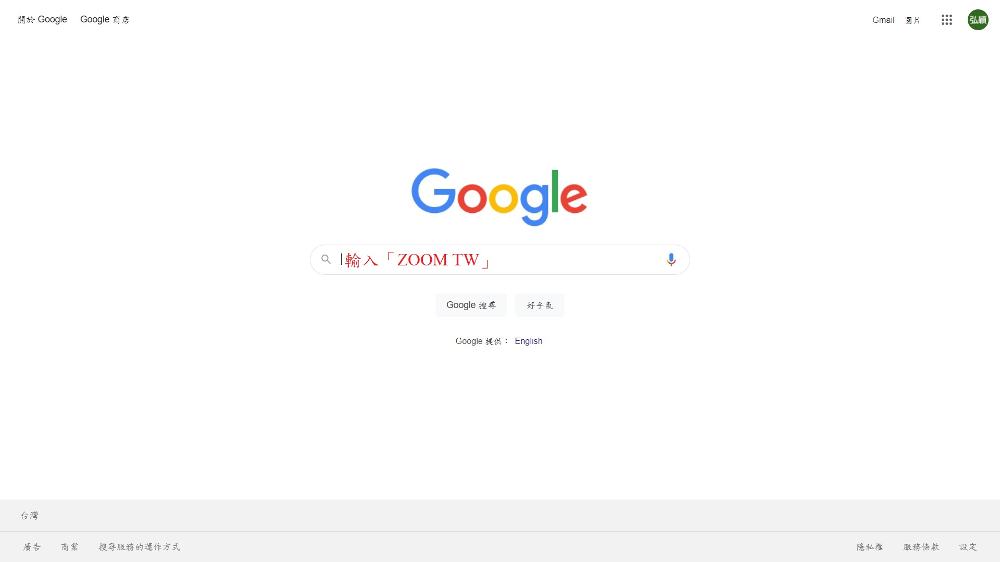 關於 Google Google 商店
Gmail 圖片
弘穎
Google
輸入「ZOOM TW」
Google 搜尋 好手氣
Google 提供： English
台灣
廣告 商業 搜尋服務的運作方式
隱私權 服務條款 設定